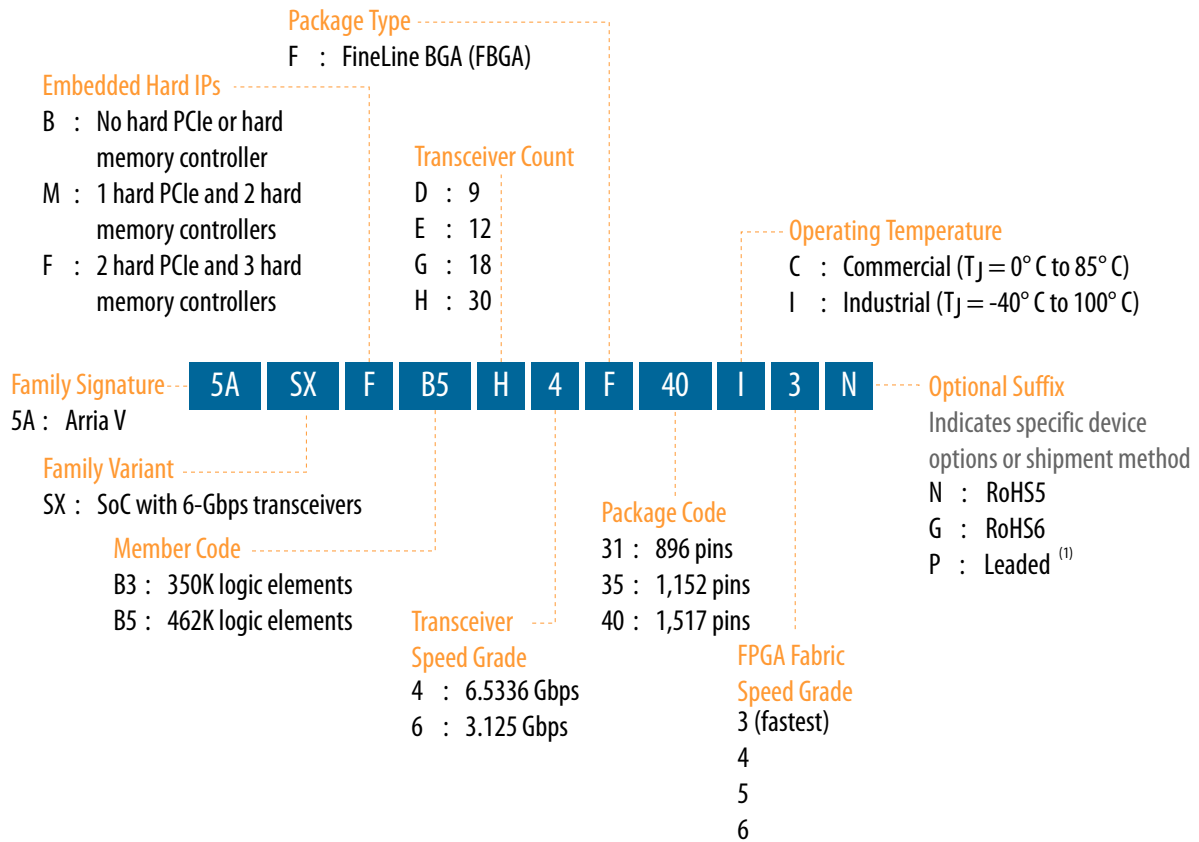 Package Type
F : FineLine BGA (FBGA)
Embedded Hard IPs
B : No hard PCIe or hard
memory controller
M : 1 hard PCIe and 2 hard
memory controllers
F : 2 hard PCIe and 3 hard
memory controllers
Transceiver Count
D : 9
E : 12
G : 18
H : 30
Operating Temperature
C : Commercial (TJ = 0° C to 85° C)
I : Industrial (TJ = -40° C to 100° C)
Family Signature
5A : Arria V
5A SX F B5 H 4 F 40 I 3 N
Optional Suffix
Indicates specific device
options or shipment method
N : RoHS5
G : RoHS6
P : Leaded (1)
Family Variant
SX : SoC with 6-Gbps transceivers
Member Code
B3 : 350K logic elements
B5 : 462K logic elements
Transceiver
Speed Grade
4 : 6.5336 Gbps
6 : 3.125 Gbps
Package Code
31 : 896 pins
35 : 1,152 pins
40 : 1,517 pins
FPGA Fabric
Speed Grade
3 (fastest)
4
5
6